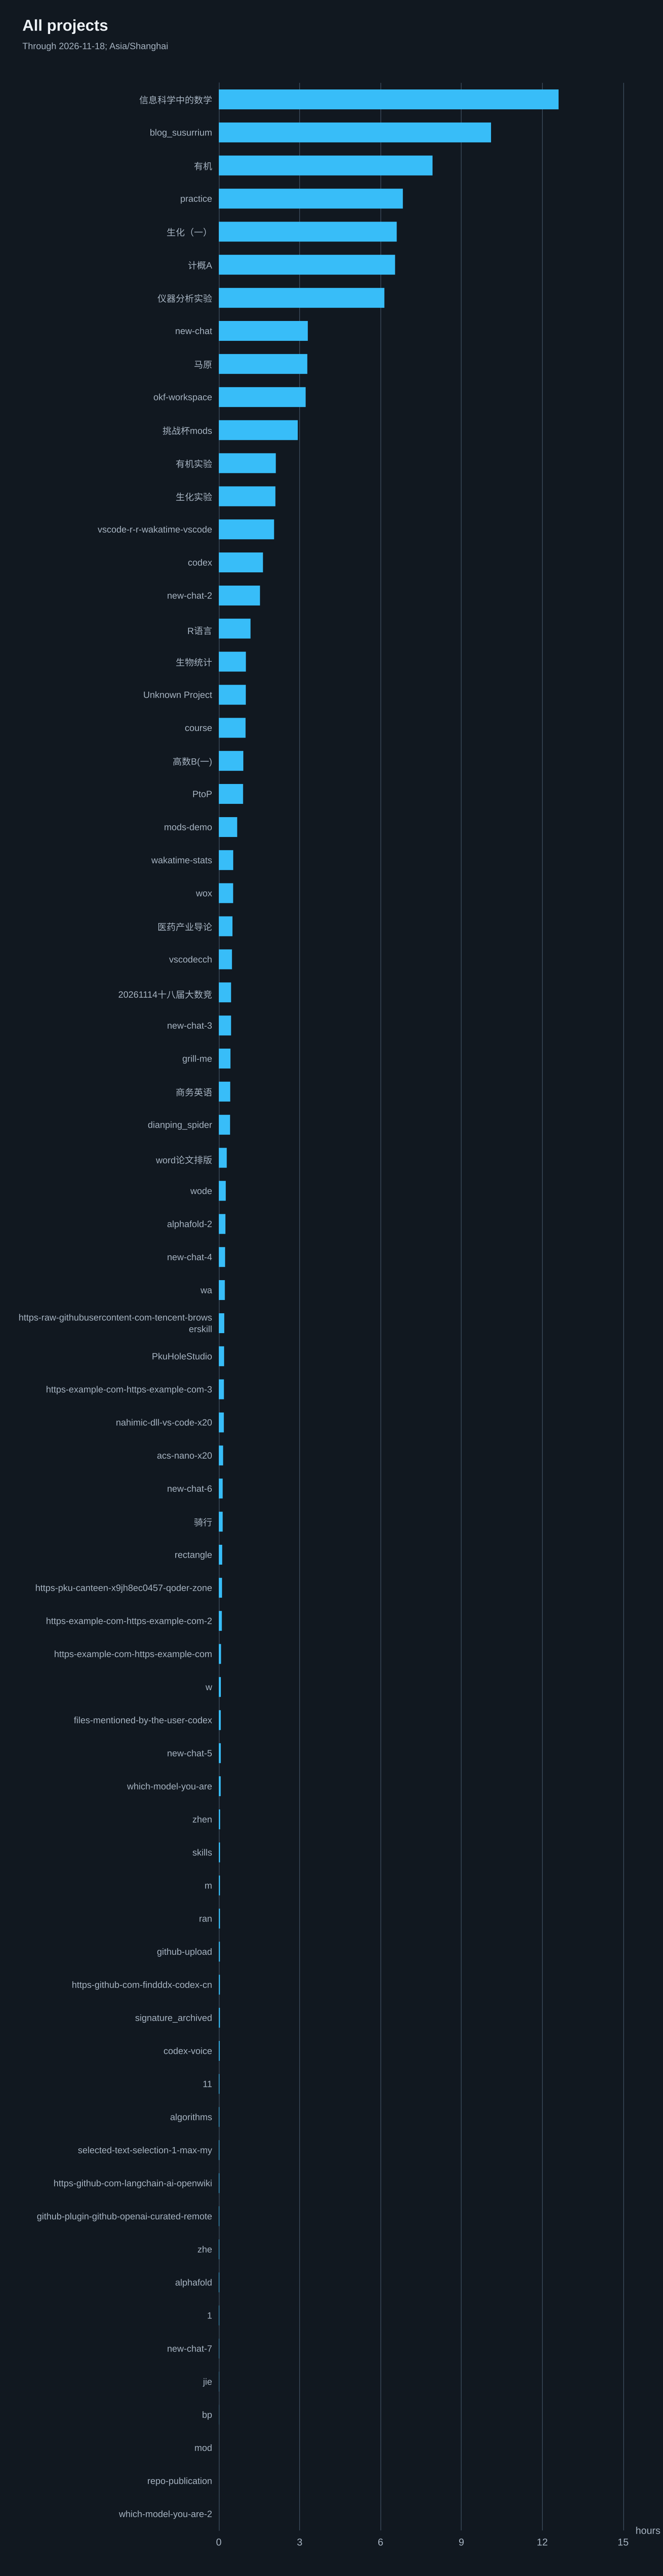 All projects
Through 2026-11-18; Asia/Shanghai
信息科学中的数学
blog_susurrium
有机
practice
生化（一）
计概A
仪器分析实验
new-chat
马原
okf-workspace
挑战杯mods
有机实验
生化实验
vscode-r-r-wakatime-vscode
codex
new-chat-2
R语言
生物统计
Unknown Project
course
高数B(一)
PtoP
mods-demo
wakatime-stats
wox
医药产业导论
vscodecch
20261114十八届大数竞
new-chat-3
grill-me
商务英语
dianping_spider
word论文排版
wode
alphafold-2
new-chat-4
wa
https-raw-githubusercontent-com-tencent-brows
erskill
PkuHoleStudio
https-example-com-https-example-com-3
nahimic-dll-vs-code-x20
acs-nano-x20
new-chat-6
骑行
rectangle
https-pku-canteen-x9jh8ec0457-qoder-zone
https-example-com-https-example-com-2
https-example-com-https-example-com
w
files-mentioned-by-the-user-codex
new-chat-5
which-model-you-are
zhen
skills
m
ran
github-upload
https-github-com-findddx-codex-cn
signature_archived
codex-voice
11
algorithms
selected-text-selection-1-max-my
https-github-com-langchain-ai-openwiki
github-plugin-github-openai-curated-remote
zhe
alphafold
1
new-chat-7
jie
bp
mod
repo-publication
which-model-you-are-2
hours
0 3 6 9 12 15